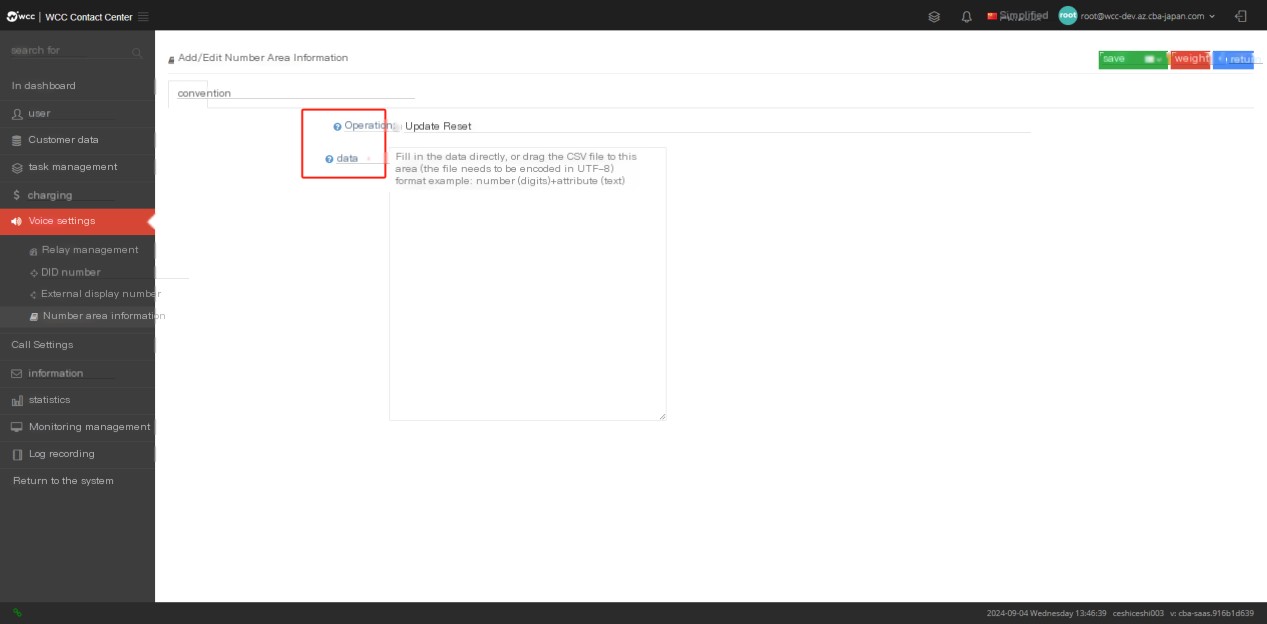 wcc | WCC Contact Center
Simplified
root root@wcc-dev.az.cba-japan.com
search for
Add/Edit Number Area Information
save
weight
return
In dashboard
convention
user
Operation: Update Reset
Customer data
data
Fill in the data directly, or drag the CSV file to this
area (the file needs to be encoded in UTF-8)
format example: number (digits)+attribute (text)
task management
$ charging
Voice settings
Relay management
DID number
External display number
Number area information
Call Settings
information
statistics
Monitoring management
Log recording
Return to the system
2024-09-04 Wednesday 13:46:39 ceshiceshi003 v: cba-saas.916b1d639